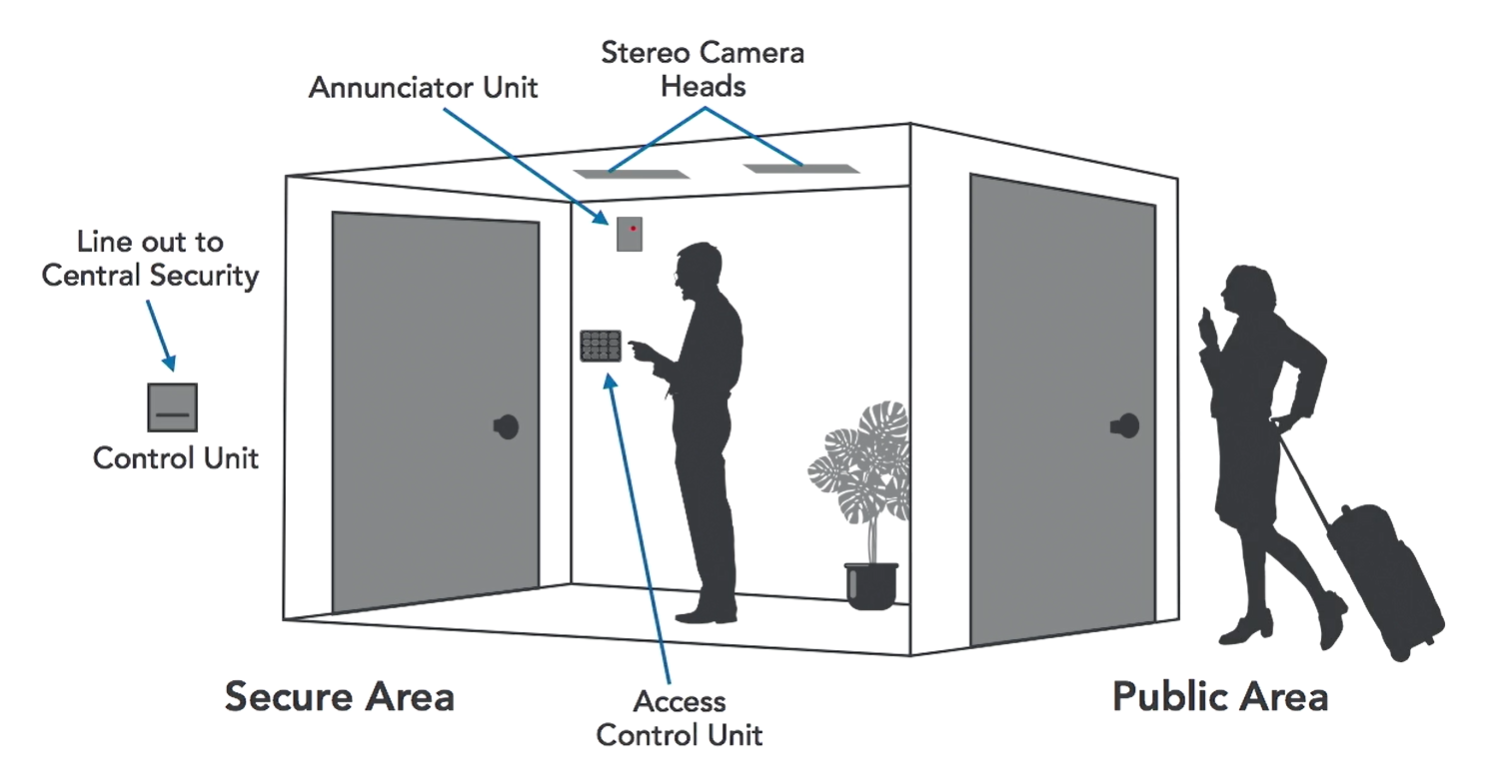 Stereo Camera
Heads
Annunciator Unit
Line out to
Central Security
Control Unit
Secure Area
Access
Control Unit
Public Area